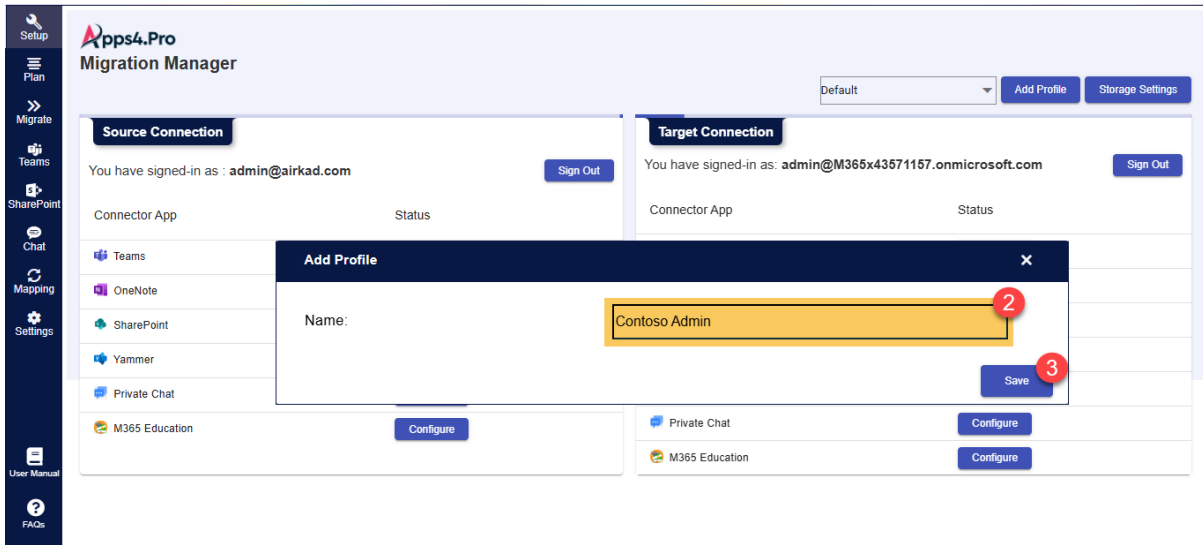 Setup
Plan
Migrate
Teams
SharePoint
Chat
Mapping
Settings
User Manual
FAQs
Apps4.Pro
Migration Manager
Default
Add Profile
Storage Settings
Source Connection
You have signed-in as : admin@airkad.com
Sign Out
Connector App Status
Teams
OneNote
SharePoint
Yammer
Private Chat
M365 Education Configure
Target Connection
You have signed-in as: admin@M365x43571157.onmicrosoft.com
Sign Out
Connector App Status
Private Chat Configure
M365 Education Configure
Add Profile ×
Name: Contoso Admin 2
Save 3